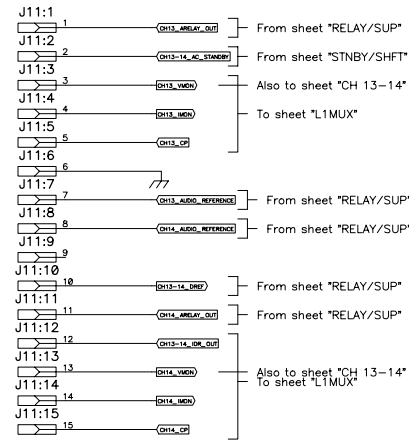 J11:1
1 CH13_ARELAY_OUT From sheet "RELAY/SUP"
J11:2
2 CH13-14_AC_STANDBY From sheet "STNBY/SHFT"
J11:3
3 CH13_VMON Also to sheet "CH 13-14"
J11:4
4 CH13_IMON To sheet "L1MUX"
J11:5
5 CH13_CP
J11:6
6
J11:7
7 CH13_AUDIO_REFERENCE From sheet "RELAY/SUP"
J11:8
8 CH14_AUDIO_REFERENCE From sheet "RELAY/SUP"
J11:9
9
J11:10
10 CH13-14_DREF From sheet "RELAY/SUP"
J11:11
11 CH14_ARELAY_OUT From sheet "RELAY/SUP"
J11:12
12 CH13-14_IDR_OUT
J11:13
13 CH14_VMON Also to sheet "CH 13-14"
To sheet "L1MUX"
J11:14
14 CH14_IMON
J11:15
15 CH14_CP